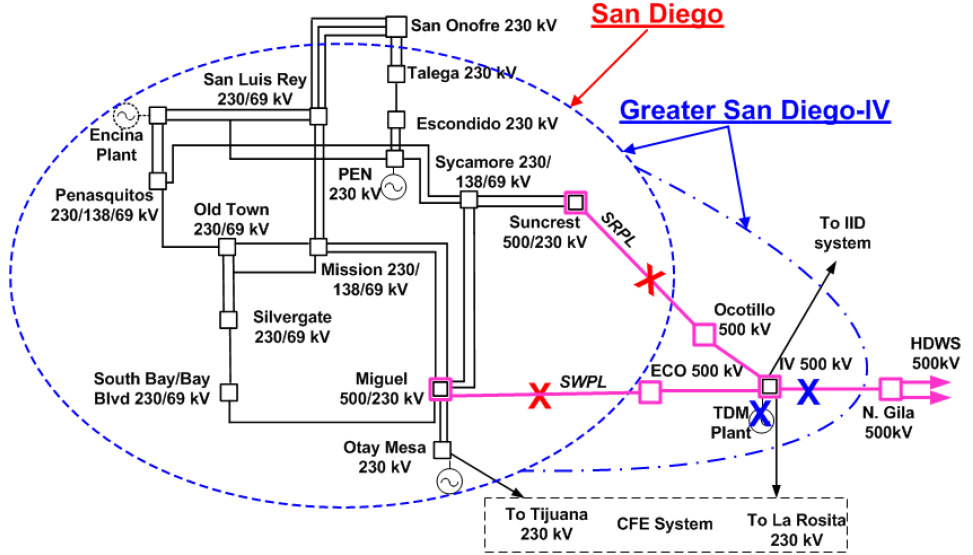 San Diego
San Onofre 230 kV
San Luis Rey
230/69 kV
Talega 230 kV
Greater San Diego-IV
Encina
Plant
Escondido 230 kV
PEN
230 kV
Sycamore 230/
138/69 kV
Penasquitos
230/138/69 kV
Old Town
230/69 kV
Suncrest
500/230 kV
SRPL
To IID
system
Mission 230/
138/69 kV
Silvergate
230/69 kV
Ocotillo
500 kV
HDWS
500kV
South Bay/Bay
Blvd 230/69 kV
Miguel
500/230 kV
SWPL
ECO 500 kV
IV 500 kV
TDM
Plant
N. Gila
500kV
Otay Mesa
230 kV
To Tijuana
230 kV
CFE System
To La Rosita
230 kV